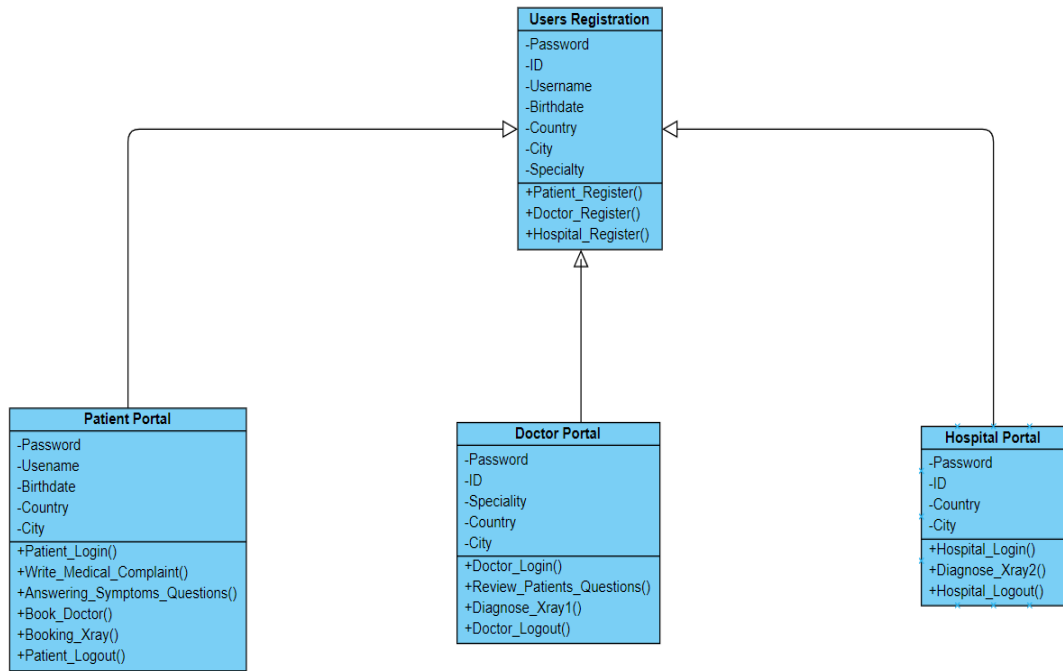 Users Registration
-Password
-ID
-Username
-Birthdate
-Country
-City
-Specialty
+Patient_Register()
+Doctor_Register()
+Hospital_Register()
Patient Portal
-Password
-Usename
-Birthdate
-Country
-City
+Patient_Login()
+Write_Medical_Complaint()
+Answering_Symptoms_Questions()
+Book_Doctor()
+Booking_Xray()
+Patient_Logout()
Doctor Portal
-Password
-ID
-Speciality
-Country
-City
+Doctor_Login()
+Review_Patients_Questions()
+Diagnose_Xray1()
+Doctor_Logout()
Hospital Portal
-Password
-ID
-Country
-City
+Hospital_Login()
+Diagnose_Xray2()
+Hospital_Logout()